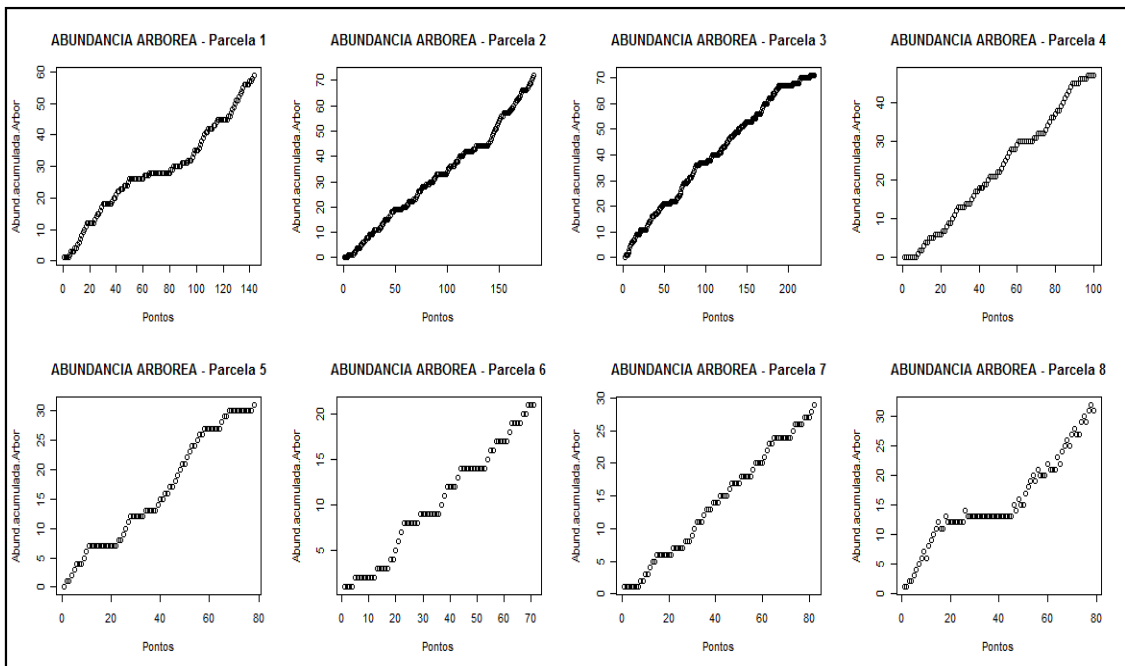 ABUNDANCIA ARBOREA - Parcela 1
Abund.acumulada.Arbor
0 10 20 30 40 50 60
0 20 40 60 80 100 120 140
Pontos
ABUNDANCIA ARBOREA - Parcela 2
Abund.acumulada.Arbor
0 10 20 30 40 50 60 70
0 50 100 150
Pontos
ABUNDANCIA ARBOREA - Parcela 3
Abund.acumulada.Arbor
0 10 20 30 40 50 60 70
0 50 100 150 200
Pontos
ABUNDANCIA ARBOREA - Parcela 4
Abund.acumulada.Arbor
0 10 20 30 40
0 20 40 60 80 100
Pontos
ABUNDANCIA ARBOREA - Parcela 5
Abund.acumulada.Arbor
0 5 10 15 20 25 30
0 20 40 60 80
Pontos
ABUNDANCIA ARBOREA - Parcela 6
Abund.acumulada.Arbor
5 10 15 20
0 10 20 30 40 50 60 70
Pontos
ABUNDANCIA ARBOREA - Parcela 7
Abund.acumulada.Arbor
0 5 10 15 20 25 30
0 20 40 60 80
Pontos
ABUNDANCIA ARBOREA - Parcela 8
Abund.acumulada.Arbor
0 5 10 15 20 25 30
0 20 40 60 80
Pontos